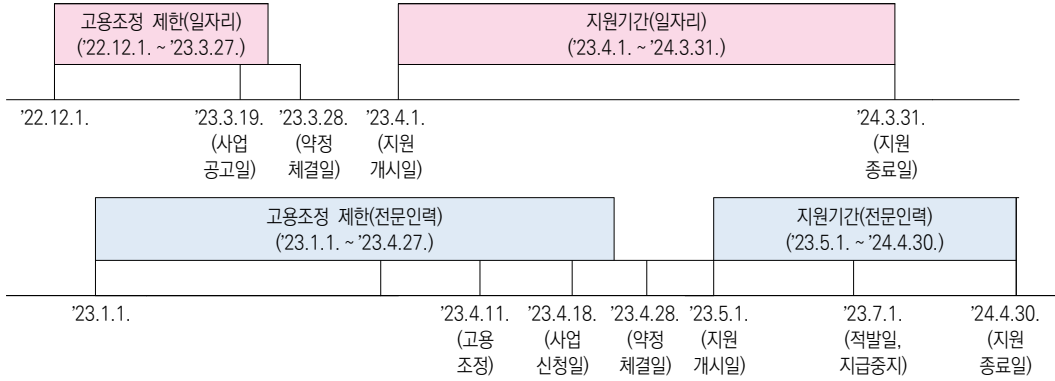 고용조정 제한(일자리)
('22.12.1. ~ '23.3.27.)
지원기간(일자리)
('23.4.1. ~ '24.3.31.)
'22.12.1.
'23.3.19.
(사업
공고일)
'23.3.28.
(약정
체결일)
'23.4.1.
(지원
개시일)
'24.3.31.
(지원
종료일)
고용조정 제한(전문인력)
('23.1.1. ~ '23.4.27.)
지원기간(전문인력)
('23.5.1. ~ '24.4.30.)
'23.1.1.
'23.4.11.
(고용
조정)
'23.4.18.
(사업
신청일)
'23.4.28.
(약정
체결일)
'23.5.1.
(지원
개시일)
'23.7.1.
(적발일,
지급중지)
'24.4.30.
(지원
종료일)